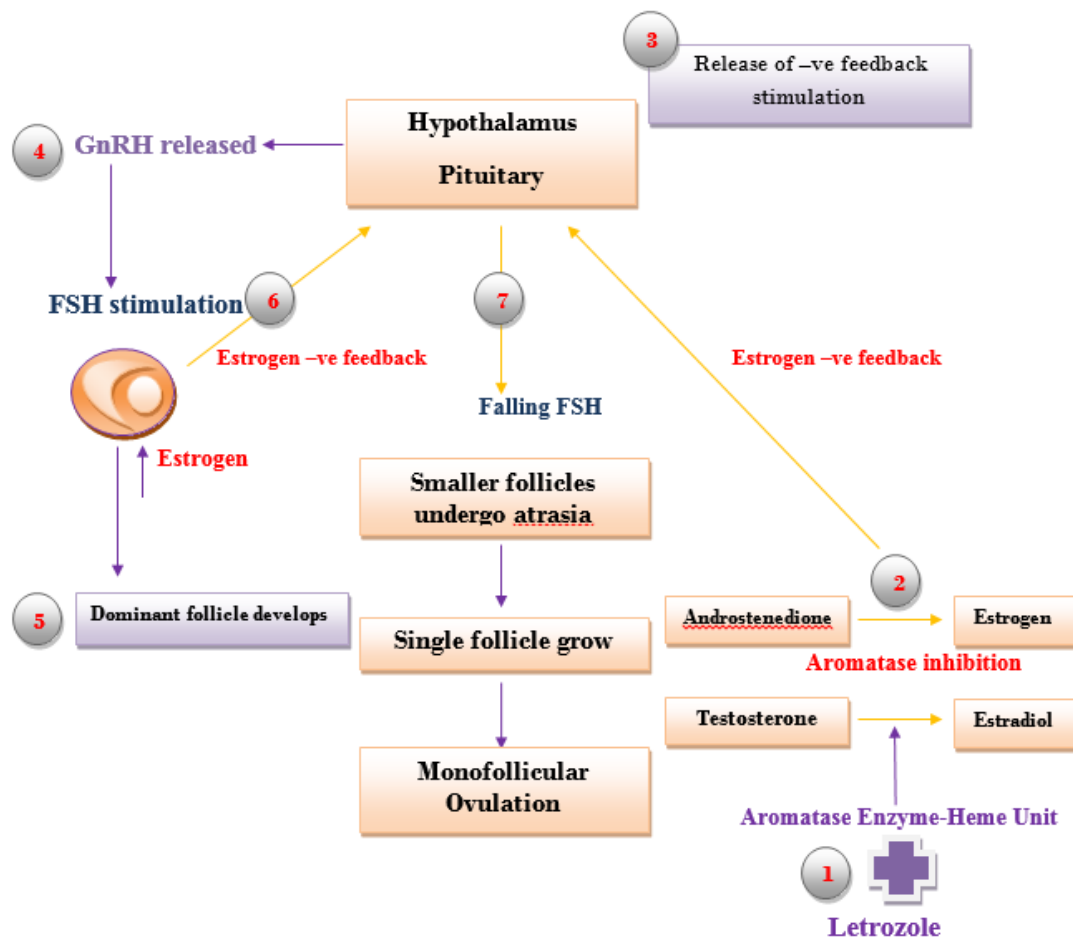 3
Release of –ve feedback
stimulation
Hypothalamus
Pituitary
4
GnRH released
FSH stimulation
6
7
Estrogen –ve feedback
Estrogen –ve feedback
Falling FSH
Estrogen
Smaller follicles
undergo atrasia
2
5
Dominant follicle develops
Single follicle grow
Androstenedione
Estrogen
Aromatase inhibition
Testosterone
Estradiol
Monofollicular
Ovulation
Aromatase Enzyme-Heme Unit
1
Letrozole